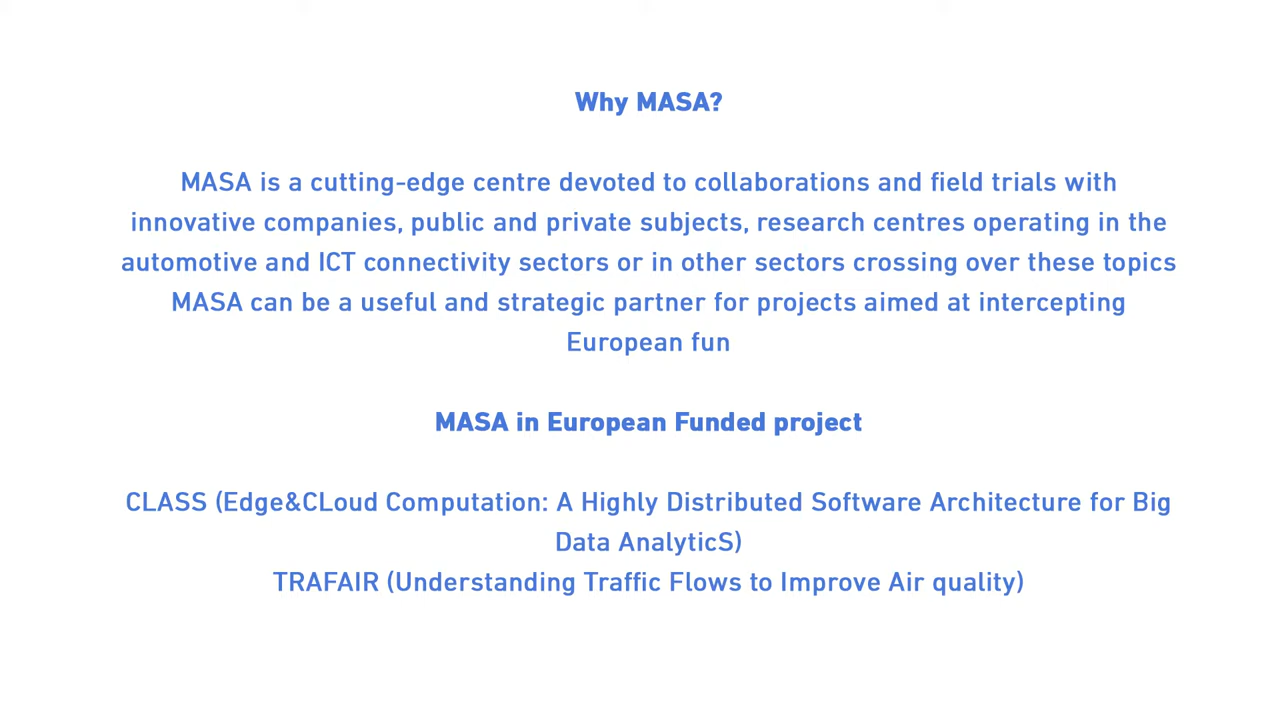 Why MASA?
MASA is a cutting-edge centre devoted to collaborations and field trials with
innovative companies, public and private subjects, research centres operating in the
automotive and ICT connectivity sectors or in other sectors crossing over these topics
MASA can be a useful and strategic partner for projects aimed at intercepting
European fun
MASA in European Funded project
CLASS (Edge&CLoud Computation: A Highly Distributed Software Architecture for Big
Data AnalyticS)
TRAFAIR (Understanding Traffic Flows to Improve Air quality)